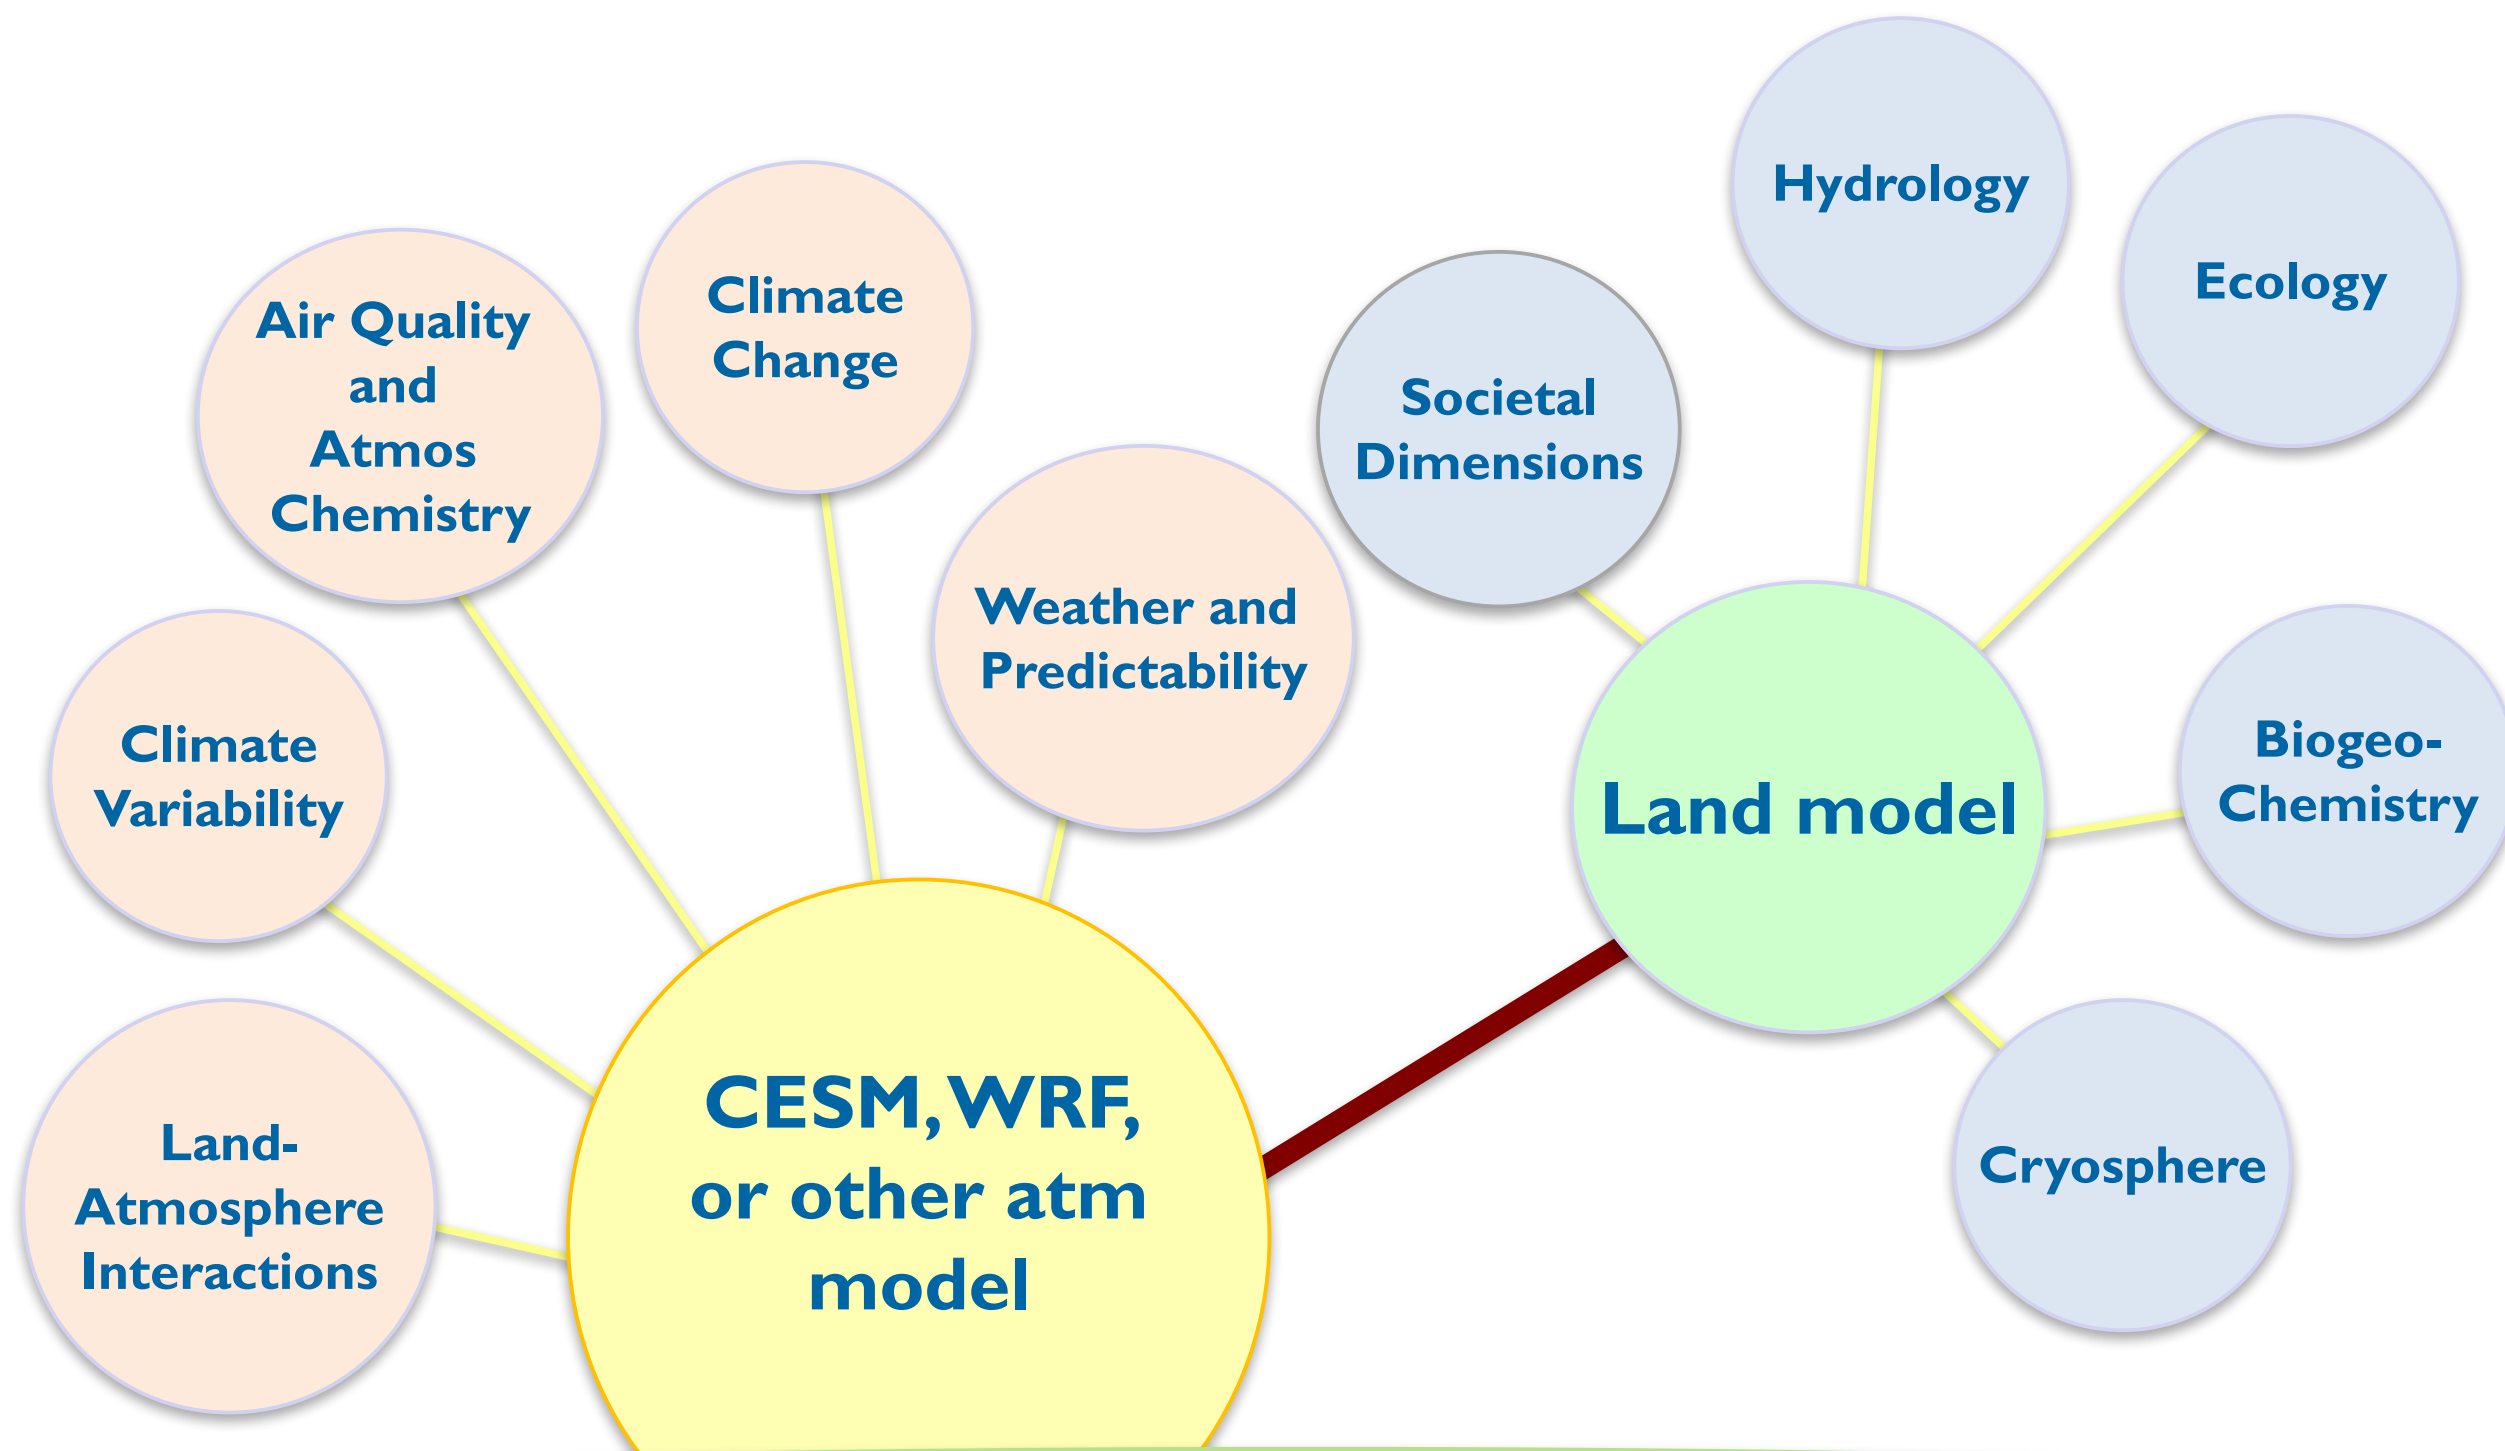 Hydrology
Ecology
Climate
Change
Air Quality
and
Atmos
Chemistry
Societal
Dimensions
Weather and
Predictability
Climate
Variability
Biogeo-
Chemistry
Land model
CESM, WRF,
or other atm
model
Land-
Atmosphere
Interactions
Cryosphere